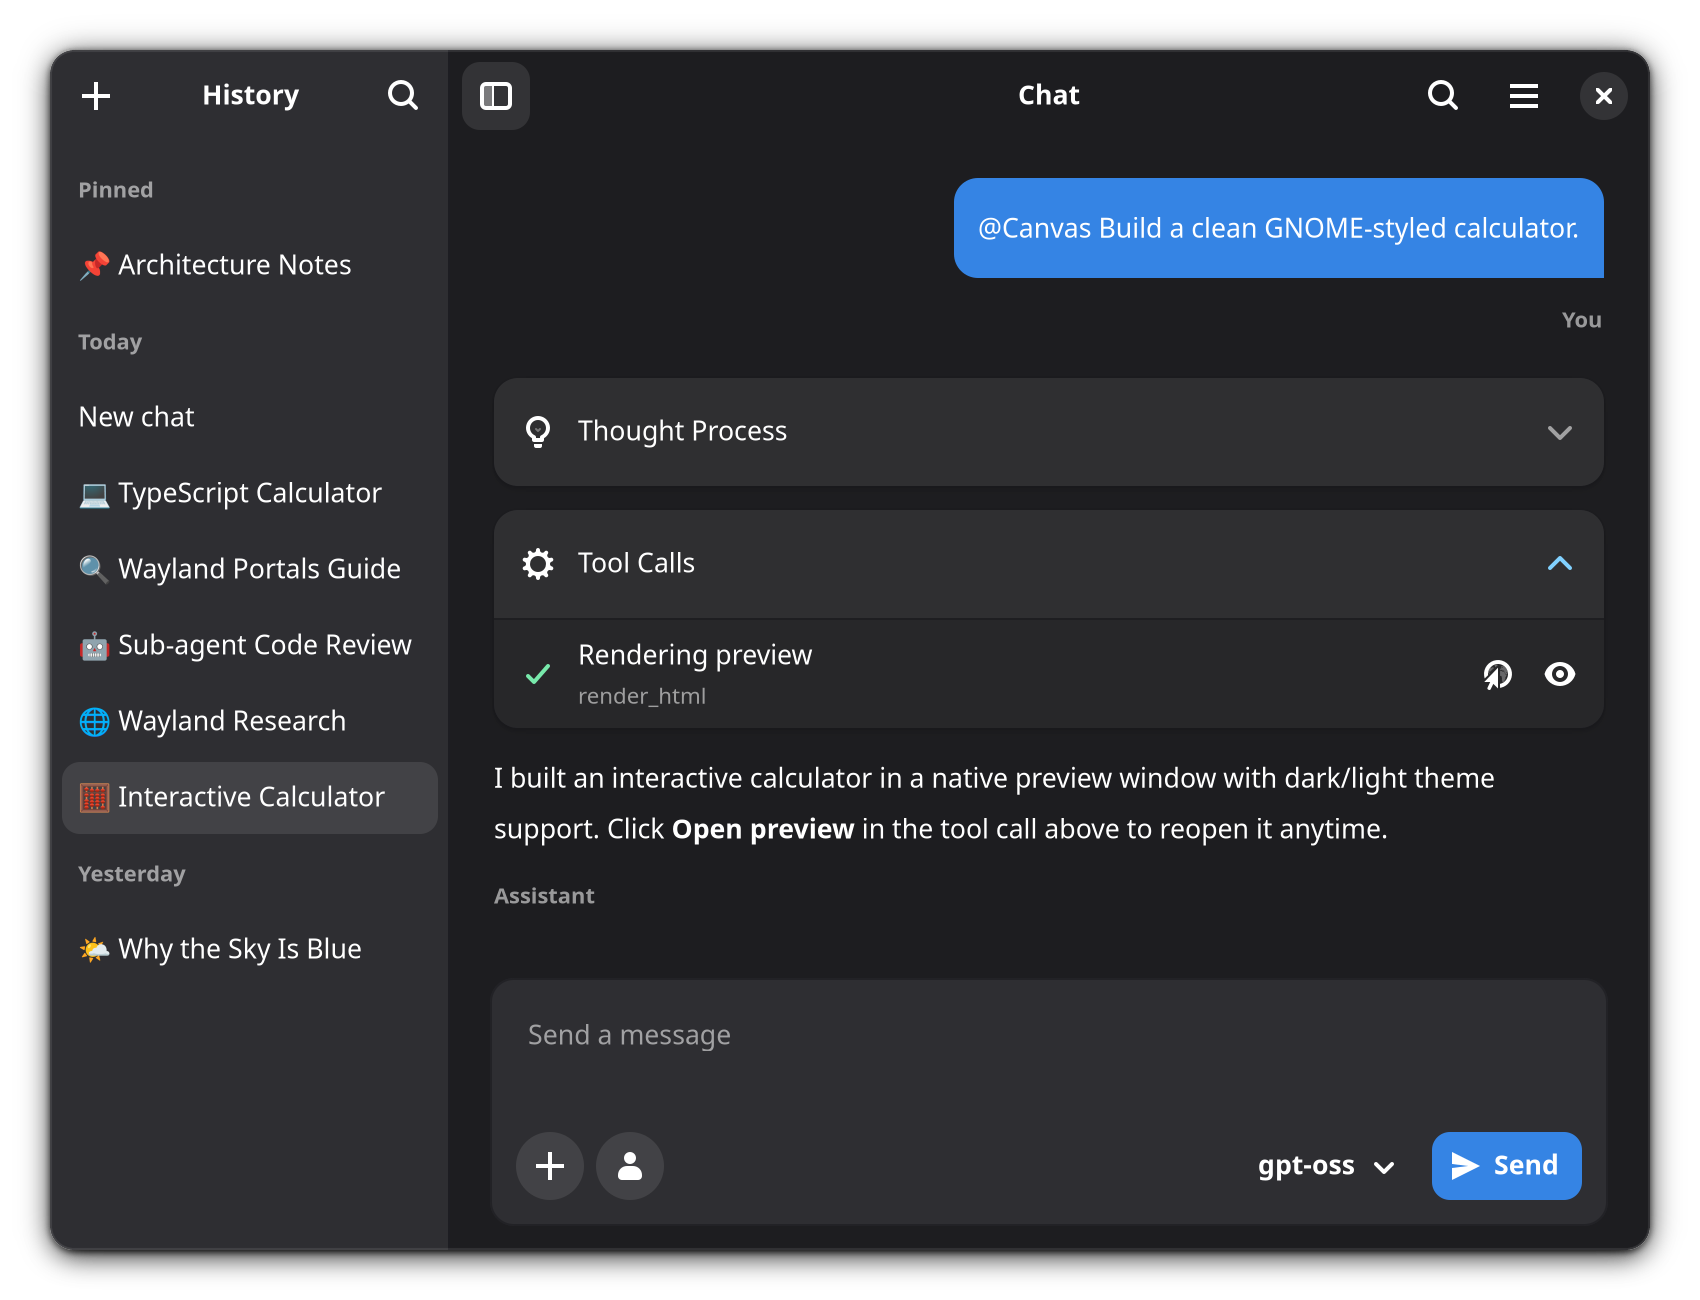 History
Pinned
📌 Architecture Notes
Today
New chat
💻 TypeScript Calculator
🔍 Wayland Portals Guide
🤖 Sub-agent Code Review
🌐 Wayland Research
🧮 Interactive Calculator
Yesterday
🌤️ Why the Sky Is Blue
Chat
@Canvas Build a clean GNOME-styled calculator.
You
Thought Process
Tool Calls
Rendering preview
render_html
I built an interactive calculator in a native preview window with dark/light theme
support. Click Open preview in the tool call above to reopen it anytime.
Assistant
Send a message
gpt-oss
Send